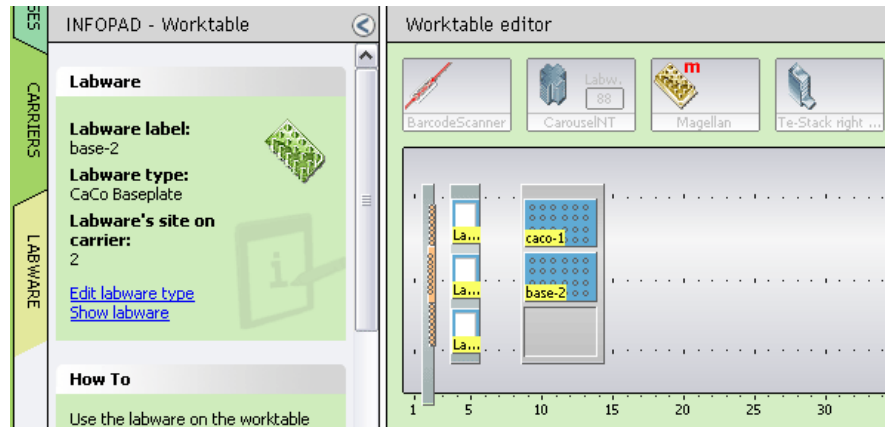 SES
CARRIERS
LABWARE
INFOPAD - Worktable
Labware
Labware label:
base-2
Labware type:
CaCo Baseplate
Labware's site on
carrier:
2
Edit labware type
Show labware
How To
Use the labware on the worktable
Worktable editor
BarcodeScanner
Labw.
88
CarouselNT
m
Magellan
Te-Stack right ...
La...
La...
La...
caco-1
base-2
1 5 10 15 20 25 30